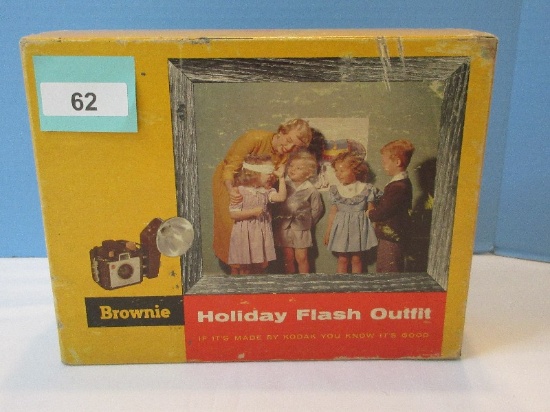 62
Brownie
Holiday Flash Outfit
IF IT'S MADE BY KODAK YOU KNOW IT'S GOOD